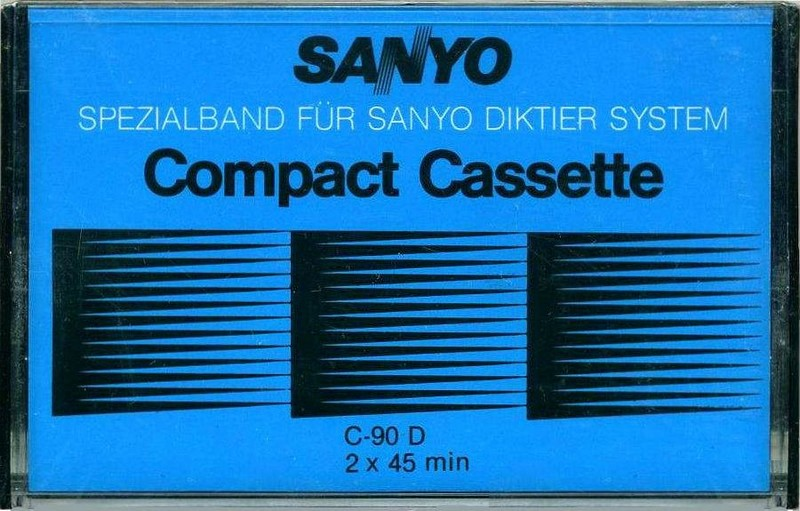 SANYO
SPEZIALBAND FÜR SANYO DIKTIER SYSTEM
Compact Cassette
C-90 D
2 x 45 min